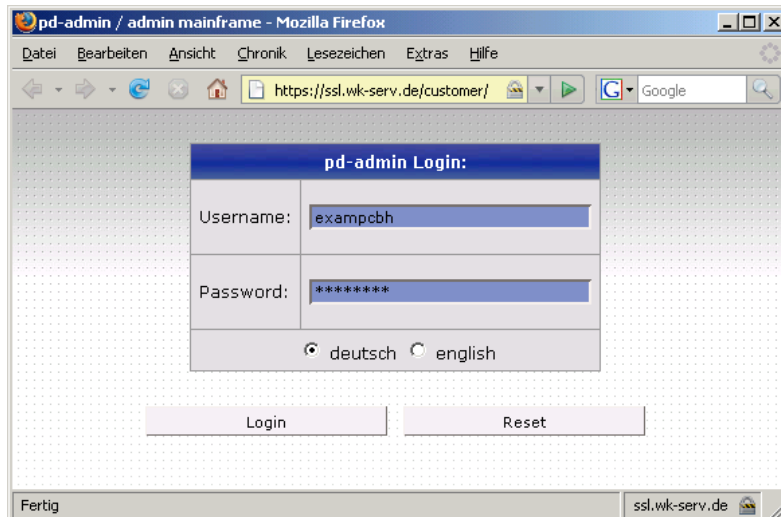 pd-admin / admin mainframe - Mozilla Firefox
Datei Bearbeiten Ansicht Chronik Lesezeichen Extras Hilfe
https://ssl.wk-serv.de/customer/ G Google
pd-admin Login:
Username: exampcbh
Password: ********
deutsch english
Login Reset
Fertig ssl.wk-serv.de